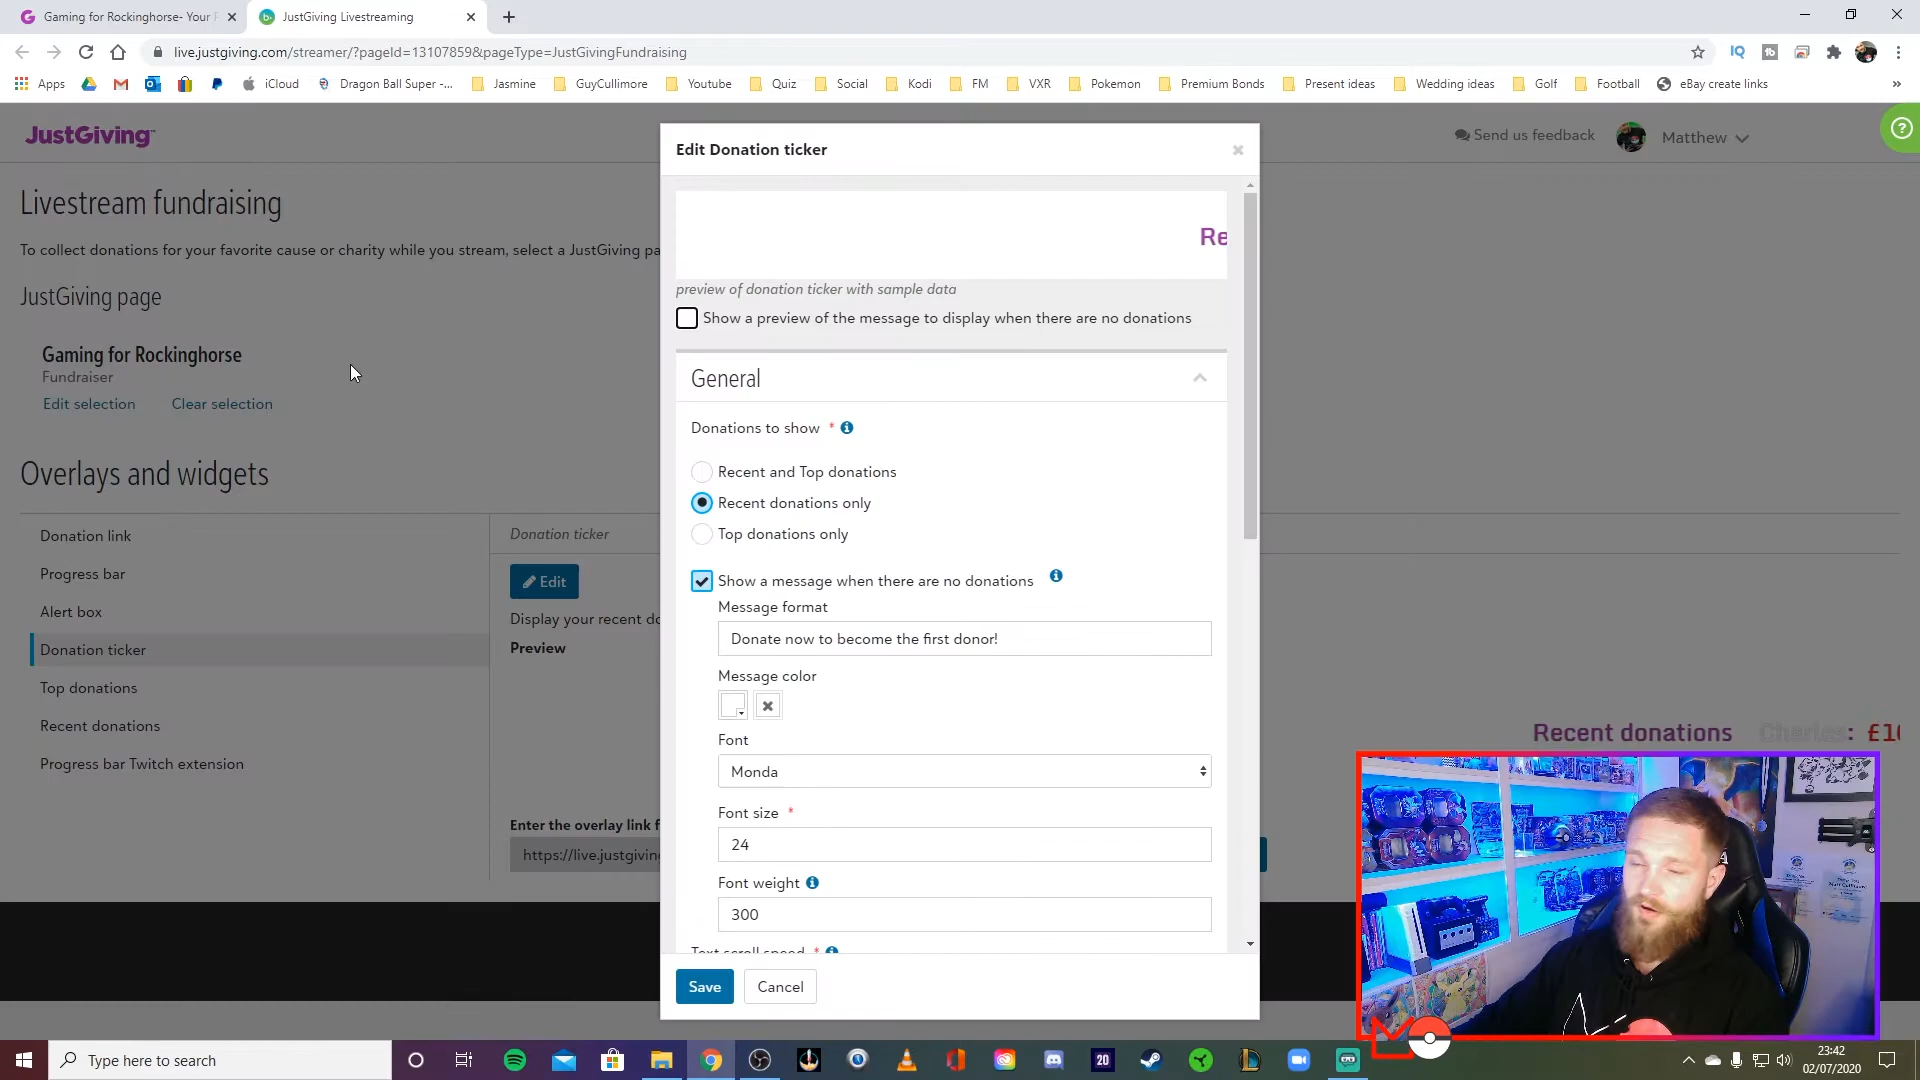 Gaming for Rockinghorse- Your F
JustGiving Livestreaming
live.justgiving.com/streamer/?pageId=13107859&pageType=JustGivingFundraising
Apps
iCloud
Dragon Ball Super -...
Jasmine
GuyCullimore
Youtube
Quiz
Social
Kodi
FM
VXR
Pokemon
Premium Bonds
Present ideas
Wedding ideas
Golf
Football
eBay create links
JustGiving
Send us feedback
Matthew
Livestream fundraising
To collect donations for your favorite cause or charity while you stream, select a JustGiving pa
JustGiving page
Gaming for Rockinghorse
Fundraiser
Edit selection
Clear selection
Overlays and widgets
Donation link
Progress bar
Alert box
Donation ticker
Top donations
Recent donations
Progress bar Twitch extension
Donation ticker
Edit
Display your recent do
Preview
Enter the overlay link f
https://live.justgiving
Recent donations Charles: £10
Edit Donation ticker
Re
preview of donation ticker with sample data
Show a preview of the message to display when there are no donations
General
Donations to show *
Recent and Top donations
Recent donations only
Top donations only
Show a message when there are no donations
Message format
Donate now to become the first donor!
Message color
Font
Monda
Font size *
24
Font weight
300
Text scroll speed *
Save
Cancel
Type here to search
20
23:42
02/07/2020